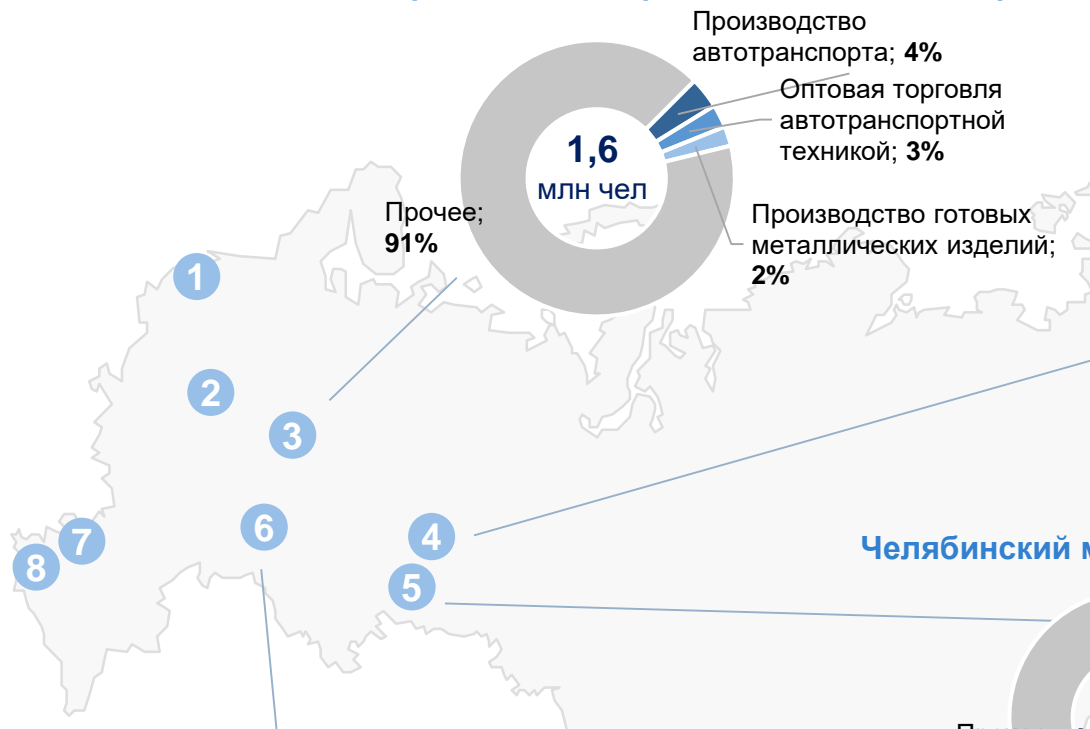 Производство
автотранспорта; 4%
Оптовая торговля
автотранспортной
техникой; 3%
1,6
млн чел
Прочее;
91%
Производство готовых
металлических изделий;
2%
1
2
3
4
5
6
7
8
Челябинский